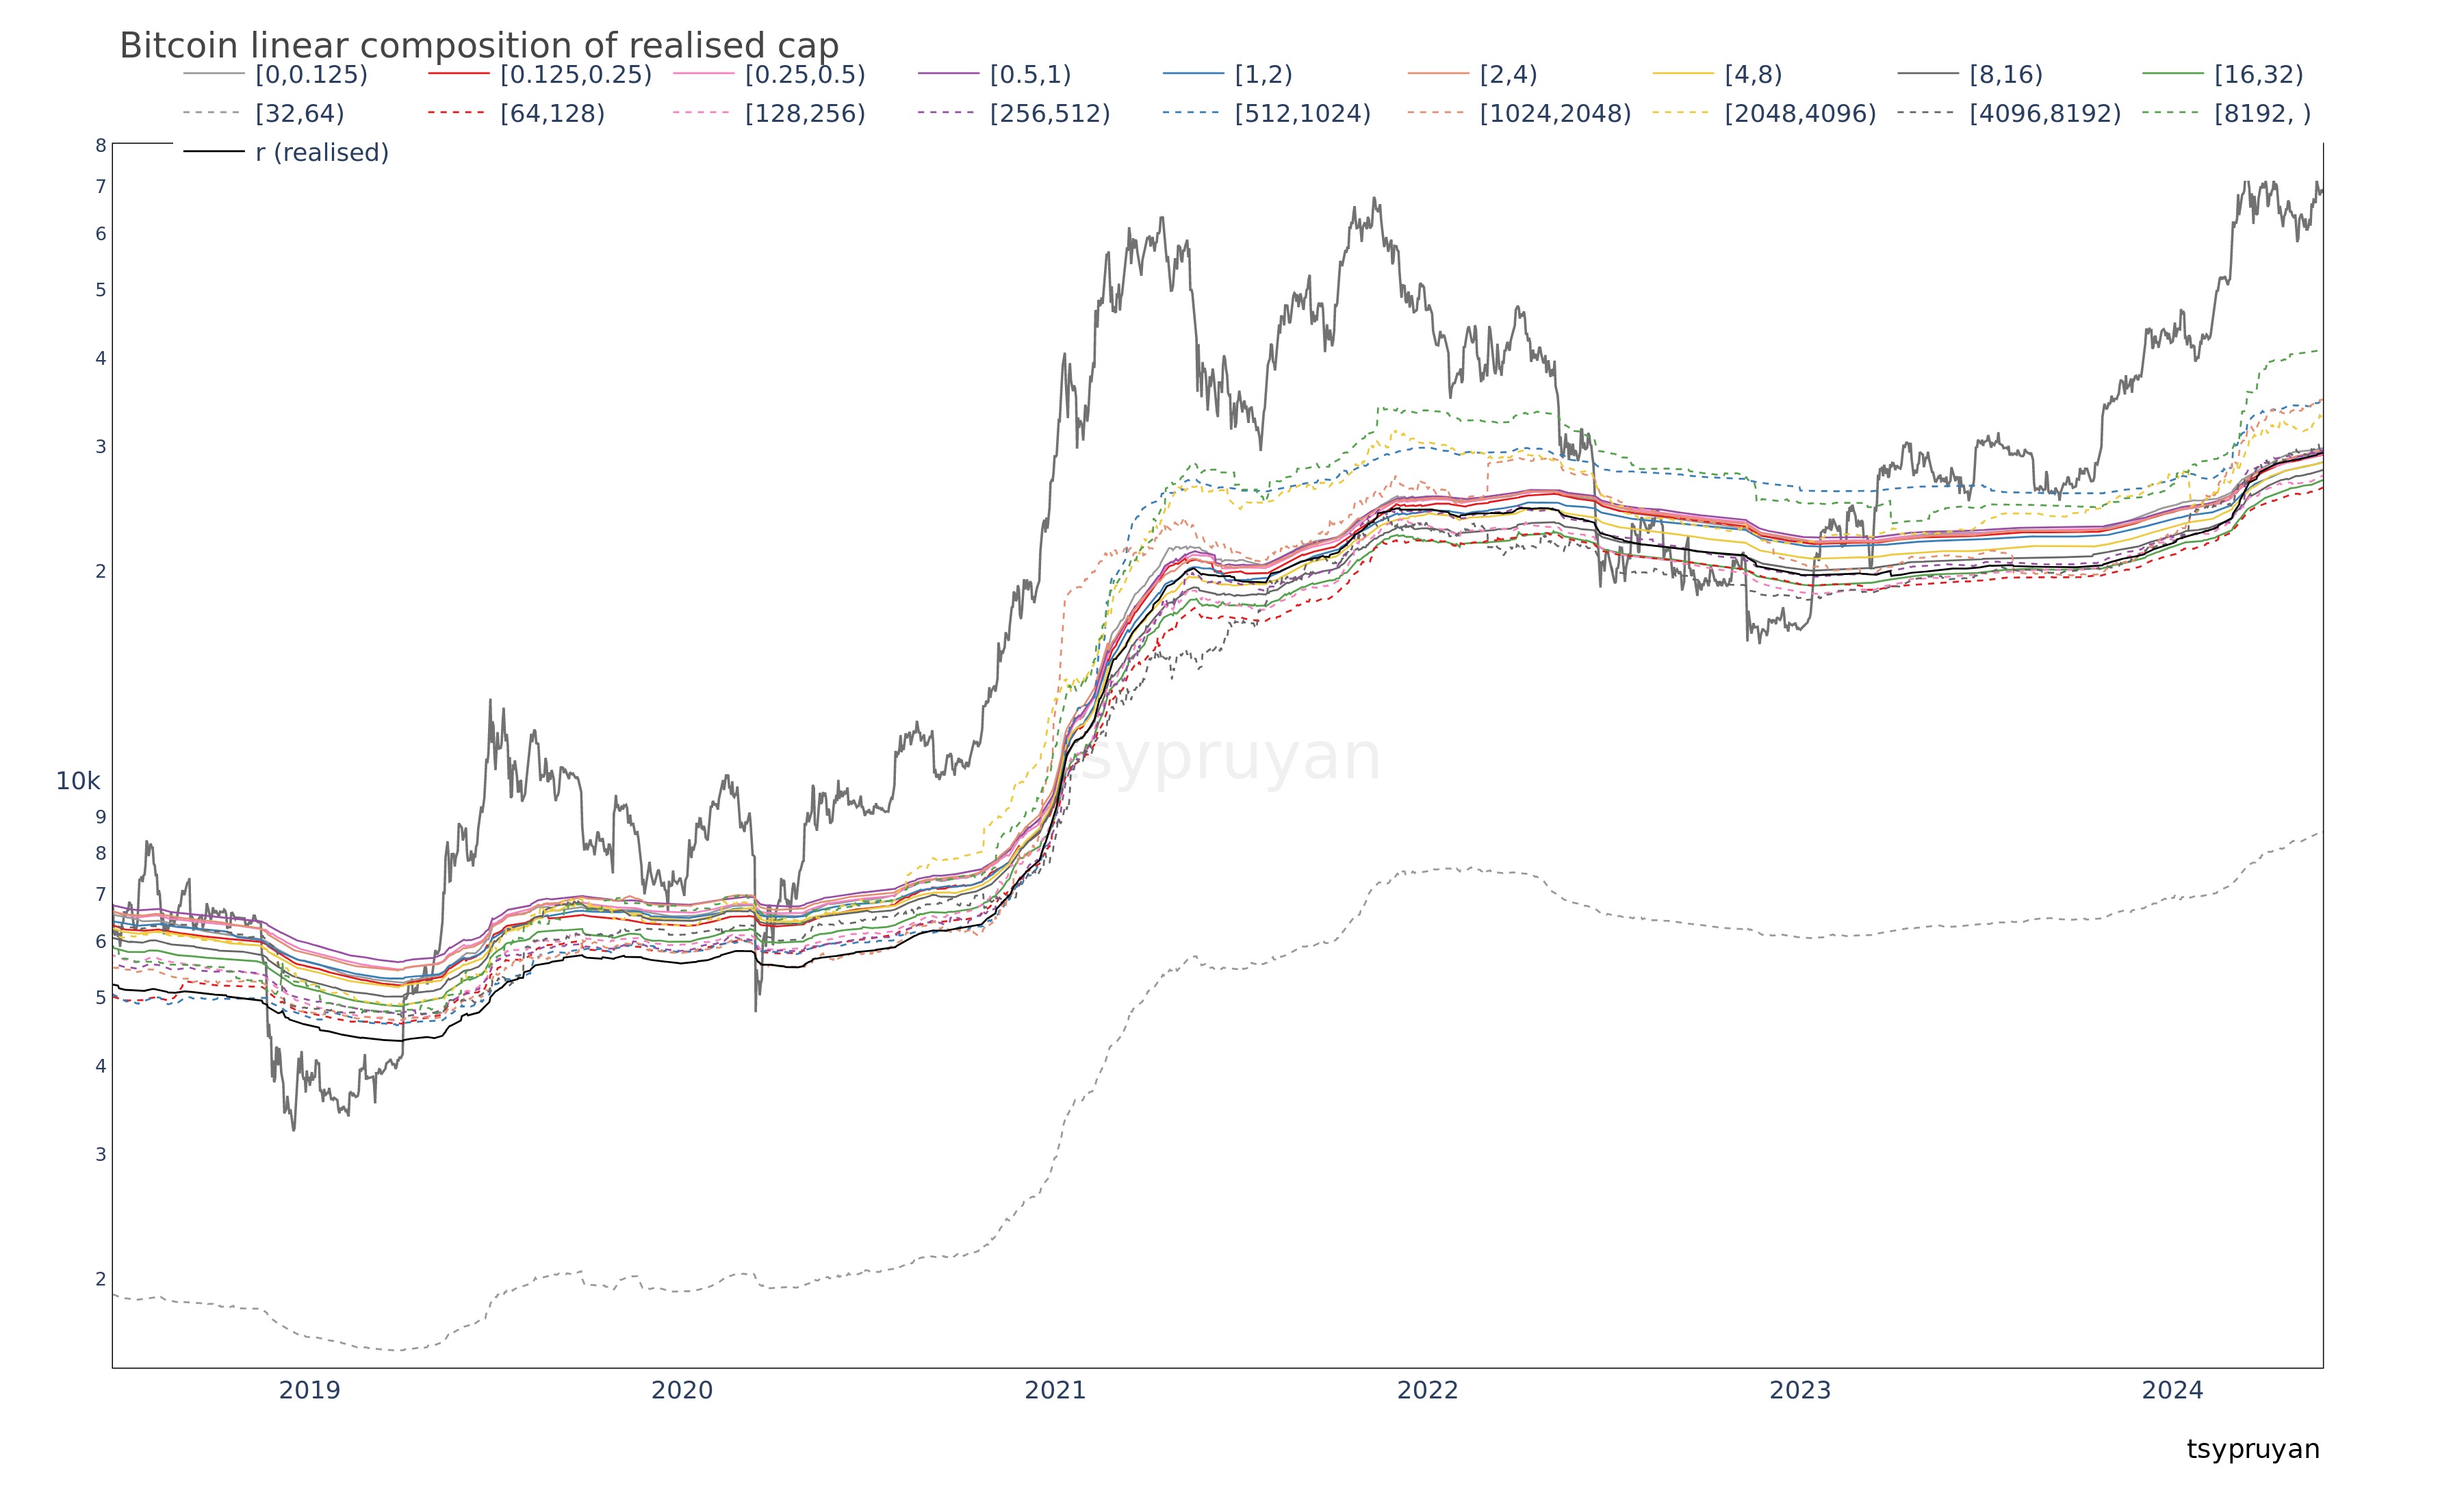 Bitcoin linear composition of realised cap
[0,0.125) [0.125,0.25) [0.25,0.5) [0.5,1) [1,2) [2,4) [4,8) [8,16) [16,32)
[32,64) [64,128) [128,256) [256,512) [512,1024) [1024,2048) [2048,4096) [4096,8192) [8192, )
r (realised)
8
7
6
5
4
3
2
tsypruyan
10k
9
8
7
6
5
4
3
2
2019 2020 2021 2022 2023 2024
tsypruyan